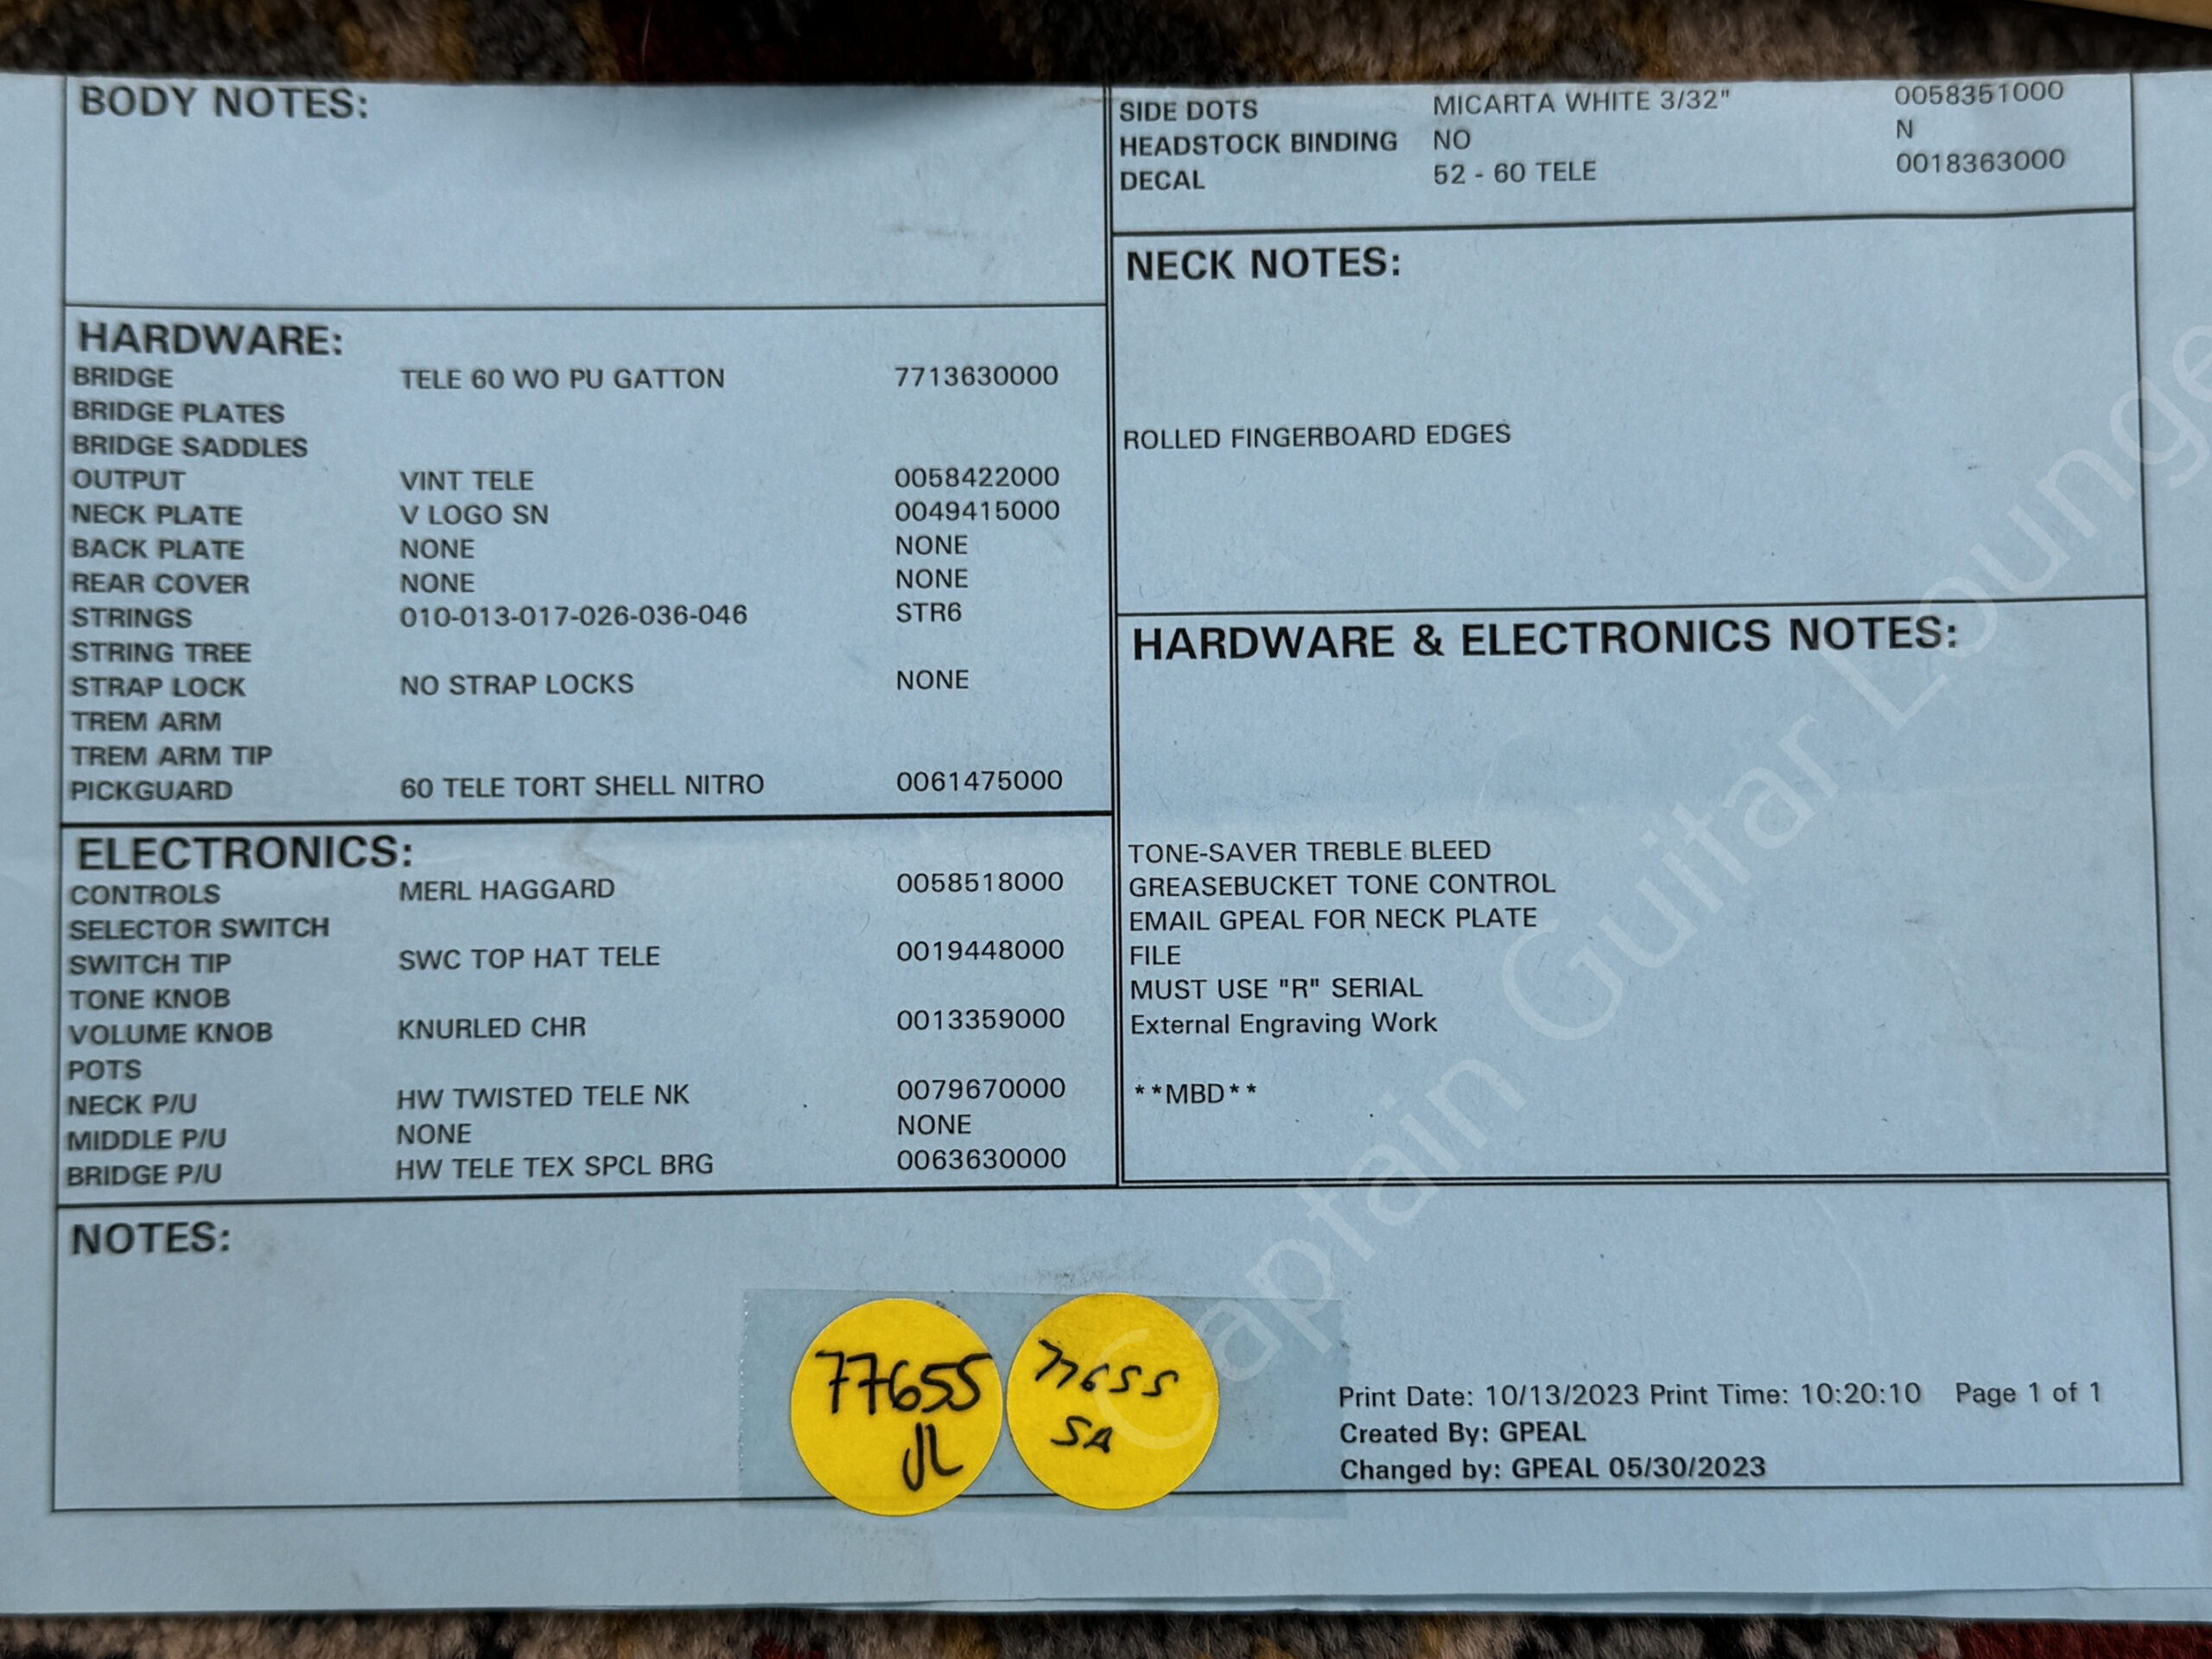 BODY NOTES:
HARDWARE:
BRIDGE TELE 60 WO PU GATTON 7713630000
BRIDGE PLATES
BRIDGE SADDLES
OUTPUT VINT TELE 0058422000
NECK PLATE V LOGO SN 0049415000
BACK PLATE NONE NONE
REAR COVER NONE NONE
STRINGS 010-013-017-026-036-046 STR6
STRING TREE
STRAP LOCK NO STRAP LOCKS NONE
TREM ARM
TREM ARM TIP
PICKGUARD 60 TELE TORT SHELL NITRO 0061475000
ELECTRONICS:
CONTROLS MERL HAGGARD 0058518000
SELECTOR SWITCH
SWITCH TIP SWC TOP HAT TELE 0019448000
TONE KNOB
VOLUME KNOB KNURLED CHR 0013359000
POTS
NECK P/U HW TWISTED TELE NK 0079670000
MIDDLE P/U NONE NONE
BRIDGE P/U HW TELE TEX SPCL BRG 0063630000
SIDE DOTS MICARTA WHITE 3/32" 0058351000
HEADSTOCK BINDING NO N
DECAL 52 - 60 TELE 0018363000
NECK NOTES:
ROLLED FINGERBOARD EDGES
HARDWARE & ELECTRONICS NOTES:
TONE-SAVER TREBLE BLEED
GREASEBUCKET TONE CONTROL
EMAIL GPEAL FOR NECK PLATE
FILE
MUST USE "R" SERIAL
External Engraving Work
**MBD**
NOTES:
77655
JL
77655
SA
Print Date: 10/13/2023 Print Time: 10:20:10 Page 1 of 1
Created By: GPEAL
Changed by: GPEAL 05/30/2023
Captain Guitar Lounge